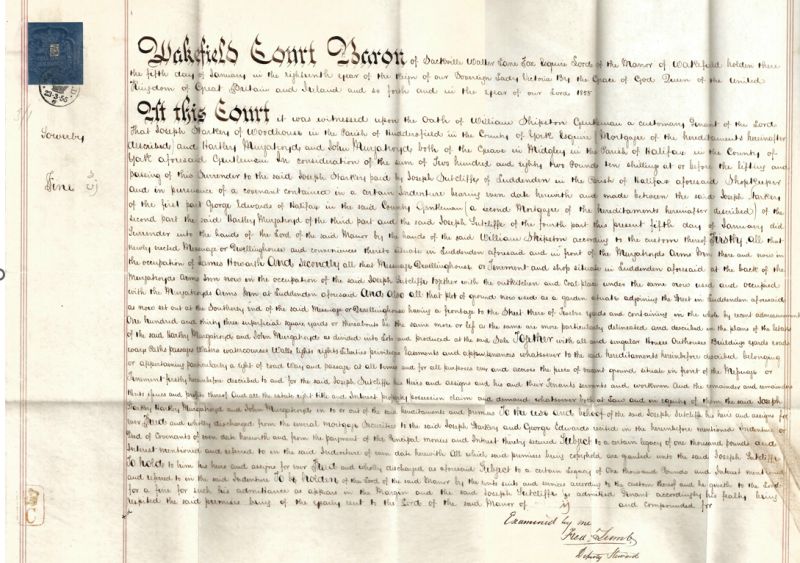 Wakefield Court Baron of Sackville Walter Lane Fox Esquire Lord of the Manor of Wakefield holden there
the fifth day of January in the eighteenth year of the Reign of our Sovereign Lady Victoria By the Grace of God Queen of the United
Kingdom of Great Britain and Ireland and so forth and in the Year of our Lord 1855
At this Court it was witnessed upon the Oath of William Shipston Gentleman a customary Tenant of the Lord
Sowerby
That Joseph Starkey of Woodhouse in the Parish of Huddersfield in the County of York Esquire Mortgagee of the hereditaments hereinafter
described and Hartley Murgatroyd and John Murgatroyd both of the in Midgley in the Parish of Halifax in the County of
York aforesaid Gentlemen In consideration of the sum of Five hundred and eighty two Pounds ten shillings at or before the
Fine
passing of this Surrender to the said Joseph Starkey paid by Joseph Sutcliffe of Luddenden in the Parish of Halifax aforesaid Shopkeeper
and in pursuance of a covenant contained in a certain Indenture bearing even date herewith and made between the said Joseph Starkey
of the first part George Edwards of Halifax in the said County Gentleman a second Mortgagee of the hereditaments hereinafter described of the
second part the said Hartley Murgatroyd of the third part and the said Joseph Sutcliffe of the fourth part this present fifth day of January did
Surrender into the hands of the Lord of the said Manor by the hands of the said William Shipston according to the custom thereof Firstly all that
newly erected Messuage or Dwellinghouse and conveniences thereto situate in Luddenden aforesaid and in front of the Murgatroyds Arms Inn there and now in
the occupation of James Howarth And Secondly all that Messuage Dwellinghouse or Tenement and shop situate in Luddenden aforesaid at the back of the
Murgatroyds Arms Inn now in the occupation of the said Joseph Sutcliffe together with the outkitchen and Coal place under the same now used and occupied
with the Murgatroyds Arms Inn at Luddenden aforesaid And also all that Plot of ground now used as a garden situate adjoining the Street in Luddenden aforesaid
as now set out at the Southerly end of the said Messuage or Dwellinghouse having a frontage to the Street there of Twelve Yards and containing in the whole by recent admeasurement
One hundred and thirty three superficial square yards or thereabouts be the same more or less as the same are more particularly delineated and described in the plans of the Estate
of the said Hartley Murgatroyd and John Murgatroyd as divided into Lots and produced at the said Sale Together with all and singular Houses Outhouses Buildings yards roads
ways Paths passages Waters watercourses Walls lights rights liberties privileges easements and appurtenances whatsoever to the said hereditaments hereinbefore described belonging
or appertaining particularly a right of road Way and passage at all times and for all purposes over and across the piece of vacant ground situate in front of the Messuage or
Tenement firstly hereinbefore described to and for the said Joseph Sutcliffe his heirs and assigns and his and their Tenants servants and workmen And the remainder and remainders
Rents issues and profits thereof And all the estate right title and Interest property possession claim and demand whatsoever both at Law and in equity of them the said Joseph
Starkey Hartley Murgatroyd and John Murgatroyd in to or out of the said hereditaments and premises To the use and behoof of the said Joseph Sutcliffe his heirs and assigns for
ever Freed and wholly discharged from the several mortgage Securities to the said Joseph Starkey and George Edwards recited in the hereinbefore mentioned Indenture or
Deed of Covenants of even date herewith and from the payment of the Principal monies and Interest thereby secured Subject to a certain legacy of one thousand pounds and
Interest mentioned and referred to in the said Indenture of even date herewith All which said premises being copyhold are granted unto the said Joseph Sutcliffe
To hold to him his heirs and assigns for ever Freed and wholly discharged as aforesaid Subject to a certain Legacy of One thousand Pounds and Interest mentioned
and referred to in the said Indenture To be holden of the Lord of the said Manor by the rents suits and services according to the custom thereof and he giveth to the Lord
for a fine for such his admittance as appears in the Margin and the said Joseph Sutcliffe is admitted Tenant accordingly his fealty being
respited the said premises being of the yearly rent to the Lord of the said Manor of and compounded for
Examined by me
Fredk Lumb
Deputy Steward
C